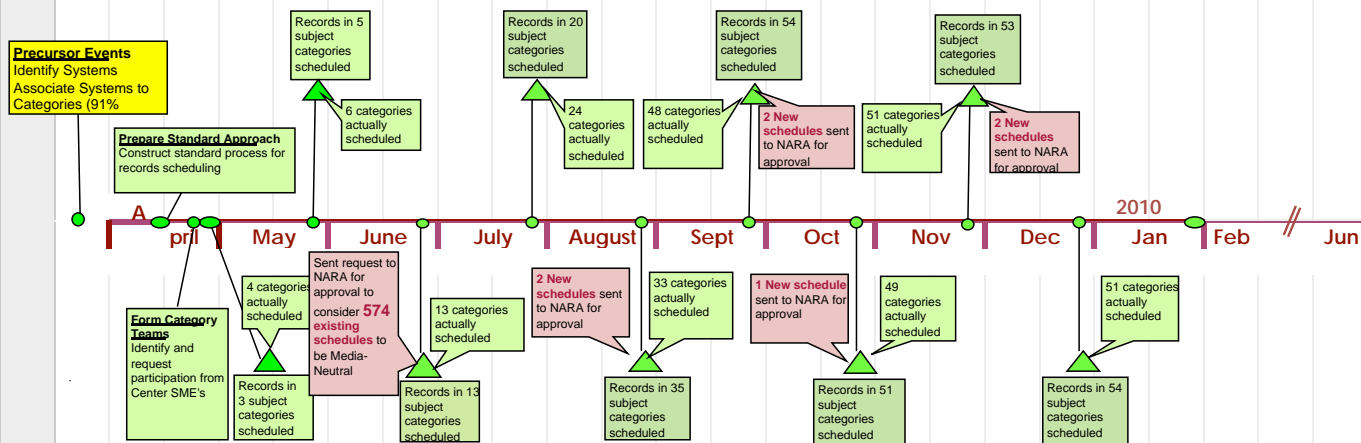 Precursor Events
Identify Systems
Associate Systems to
Categories (91%
Prepare Standard Approach
Construct standard process for
records scheduling
Records in 5
subject
categories
scheduled
6 categories
actually
scheduled
Records in 20
subject
categories
scheduled
24
categories
actually
scheduled
Records in 54
subject
categories
scheduled
48 categories
actually
scheduled
2 New
schedules sent
to NARA for
approval
Records in 53
subject
categories
scheduled
51 categories
actually
scheduled
2 New
schedules
sent to NARA
for approval
2010
A
pril
May
June
July
August
Sept
Oct
Nov
Dec
Jan
Feb
Jun
Form Category
Teams
Identify and
request
participation from
Center SME's
4 categories
actually
scheduled
Records in
3 subject
categories
scheduled
Sent request to
NARA for
approval to
consider 574
existing
schedules to
be Media-
Neutral
13 categories
actually
scheduled
Records in 13
subject
categories
scheduled
2 New
schedules sent
to NARA for
approval
33 categories
actually
scheduled
Records in 35
subject
categories
scheduled
1 New schedule
sent to NARA for
approval
49
categories
actually
scheduled
Records in 51
subject
categories
scheduled
51 categories
actually
scheduled
Records in 54
subject
categories
scheduled